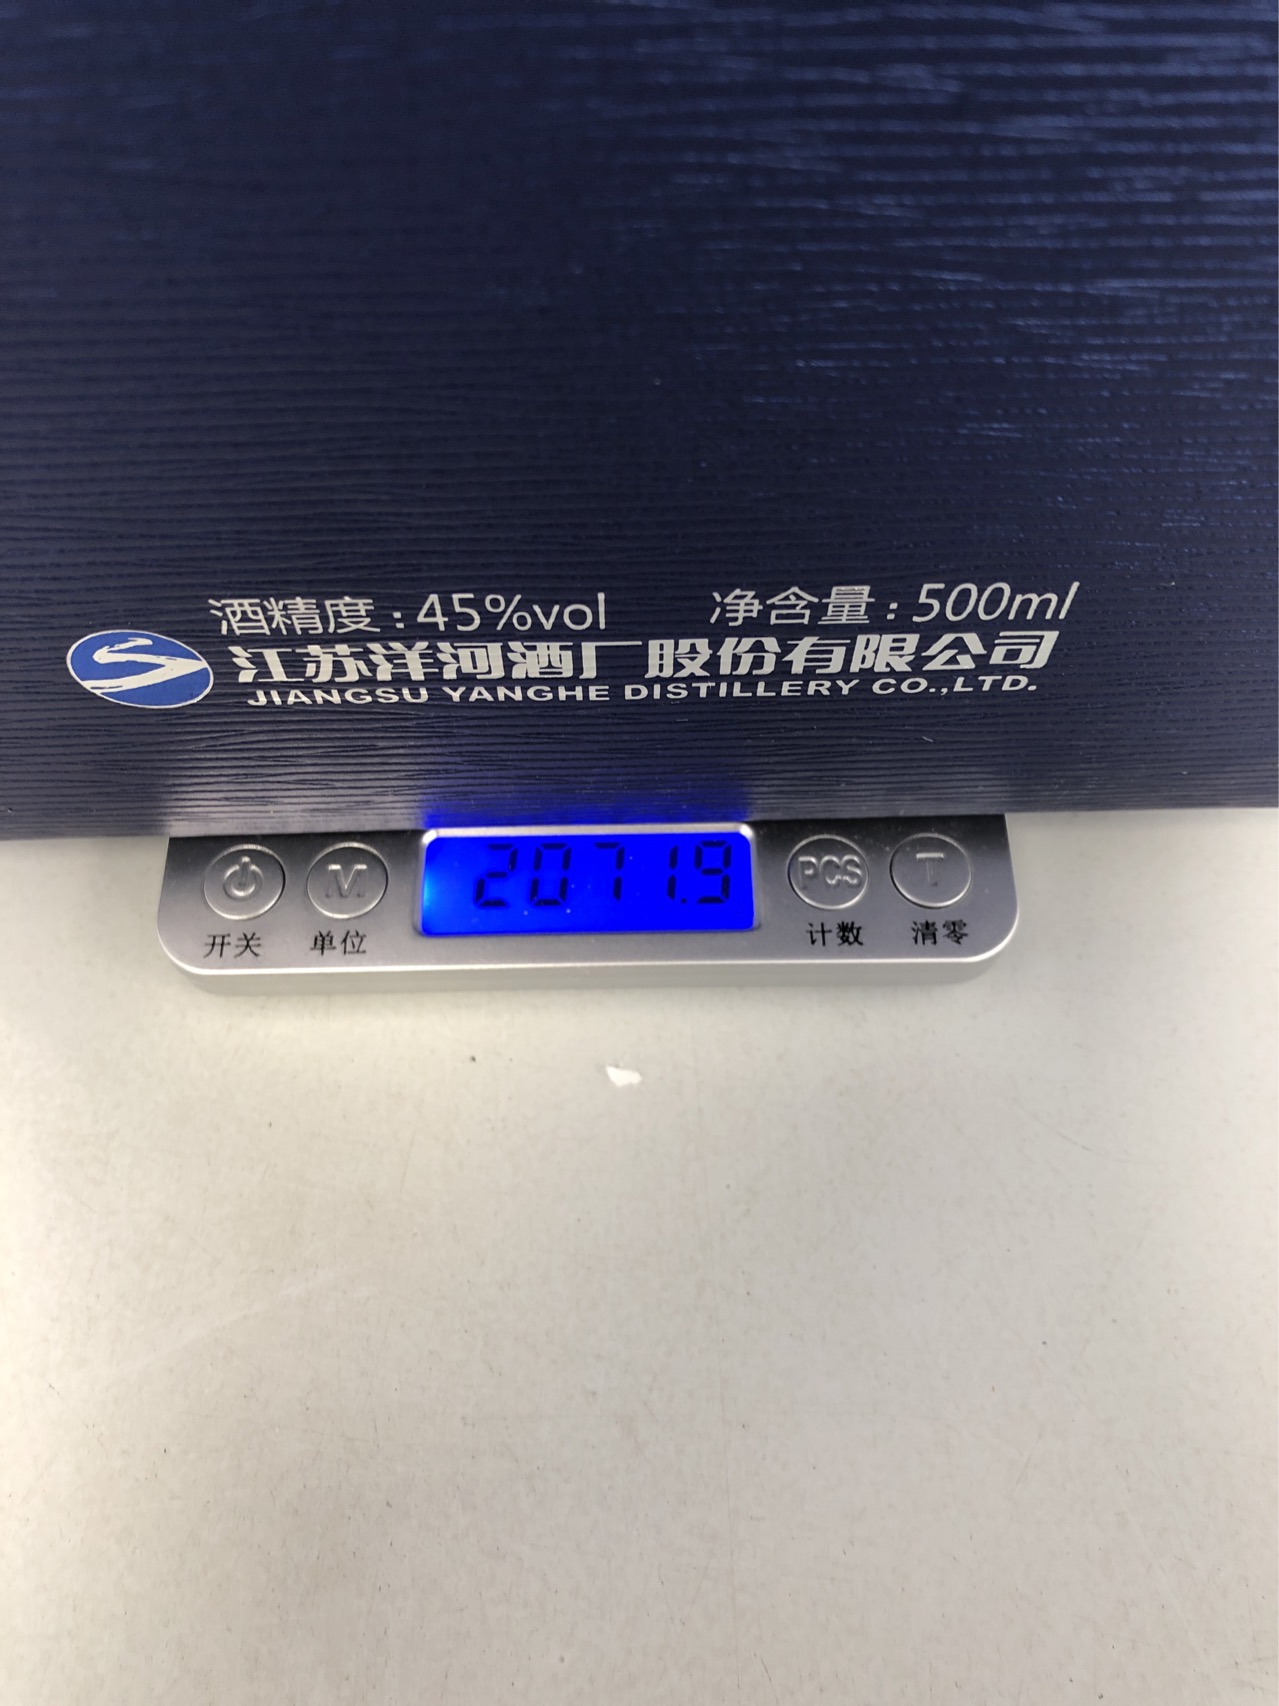 酒精度：45%vol 净含量：500ml
江苏洋河酒厂股份有限公司
JIANGSU YANGHE DISTILLERY CO.,LTD.
M 2071.9 PCS T
开关 单位 计数 清零